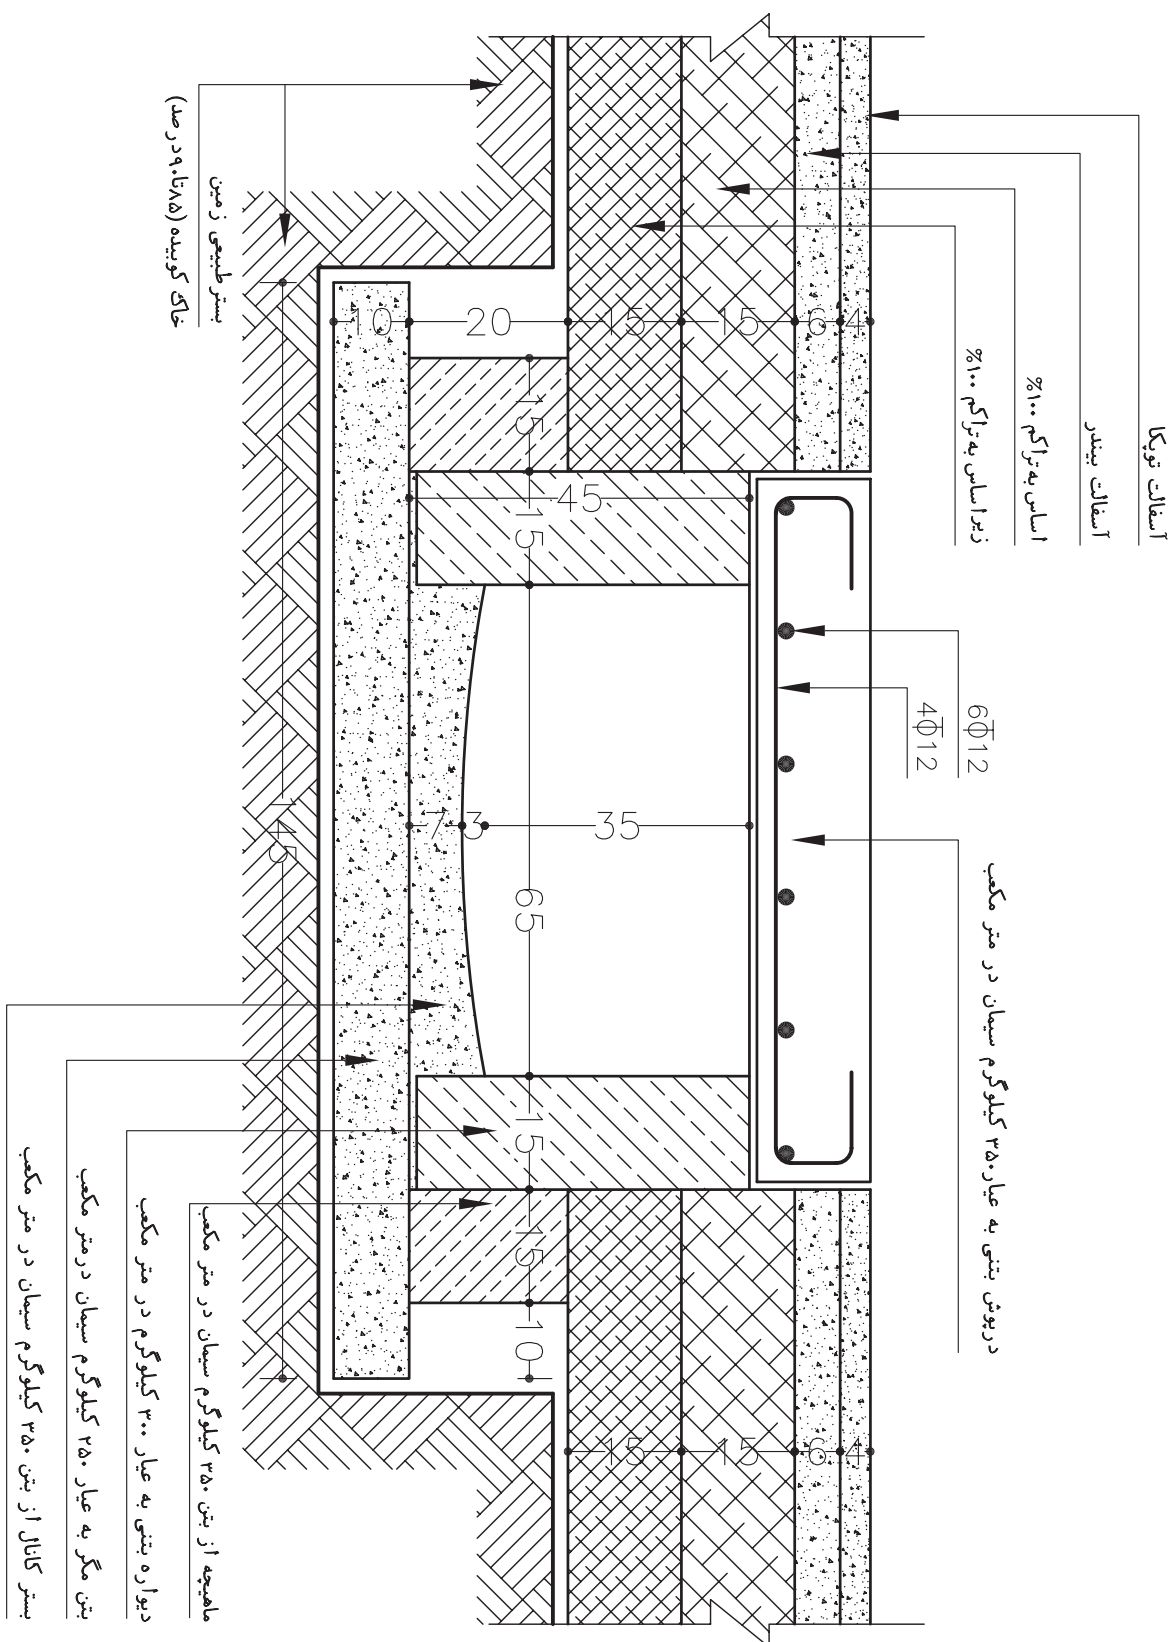 آسفالت توپکا
آسفالت بیندر
اساس به تراکم ۱۰۰%
زیراساس به تراکم ۱۰۰%
6Φ12
4Φ12
درپوش بتنی به عیار ۳۵۰ کیلوگرم سیمان در متر مکعب
4
6
15
15
20
10
4
6
15
15
45
35
3
7
15
15
65
15
15
10
145
بستر طبیعی زمین
خاک کوبیده (۸۵تا۹۰درصد)
ماهیچه از بتن ۳۵۰ کیلوگرم سیمان در متر مکعب
دیواره بتنی به عیار ۳۰۰ کیلوگرم در متر مکعب
بتن مگر به عیار ۲۵۰ کیلوگرم سیمان درمتر مکعب
بستر کانال از بتن ۳۵۰ کیلوگرم سیمان در متر مکعب